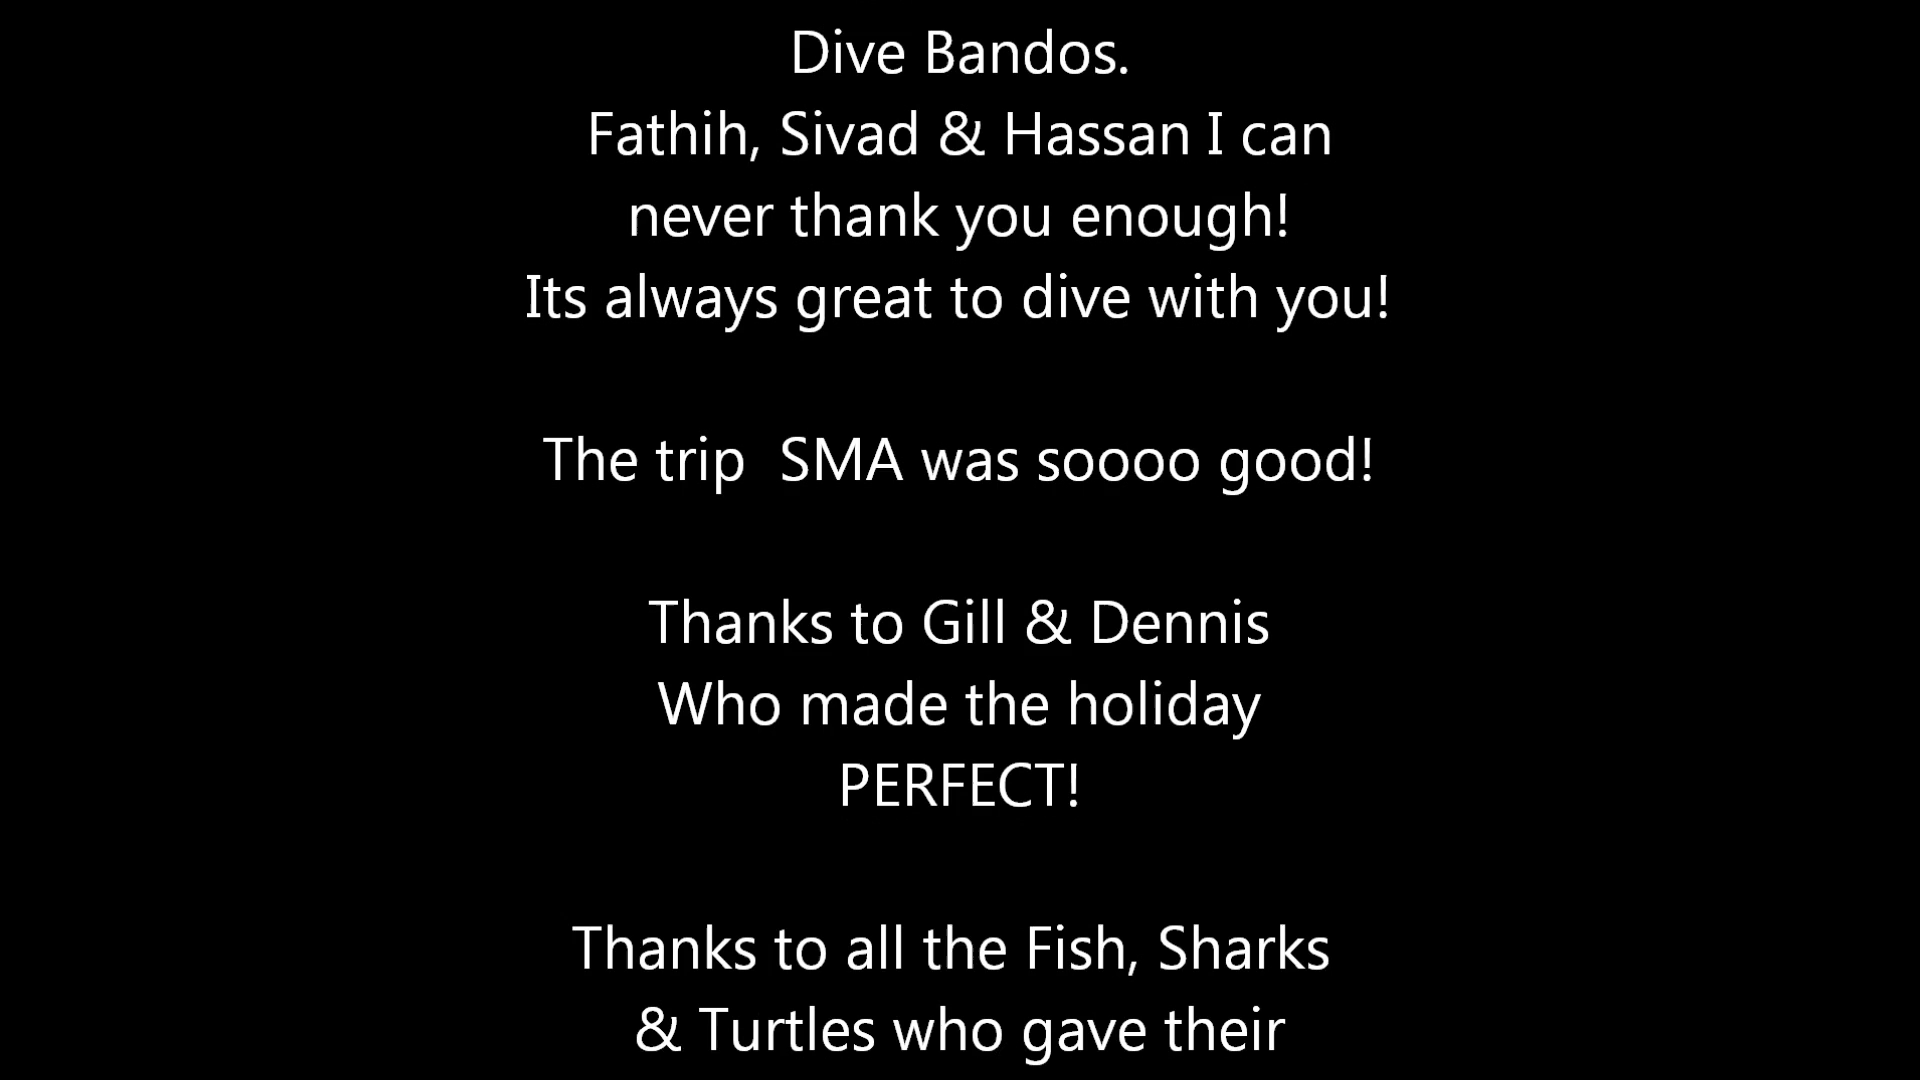 Dive Bandos.
Fathih, Sivad & Hassan I can
never thank you enough!
Its always great to dive with you!
The trip  SMA was soooo good!
Thanks to Gill & Dennis
Who made the holiday
PERFECT!
Thanks to all the Fish, Sharks
& Turtles who gave their